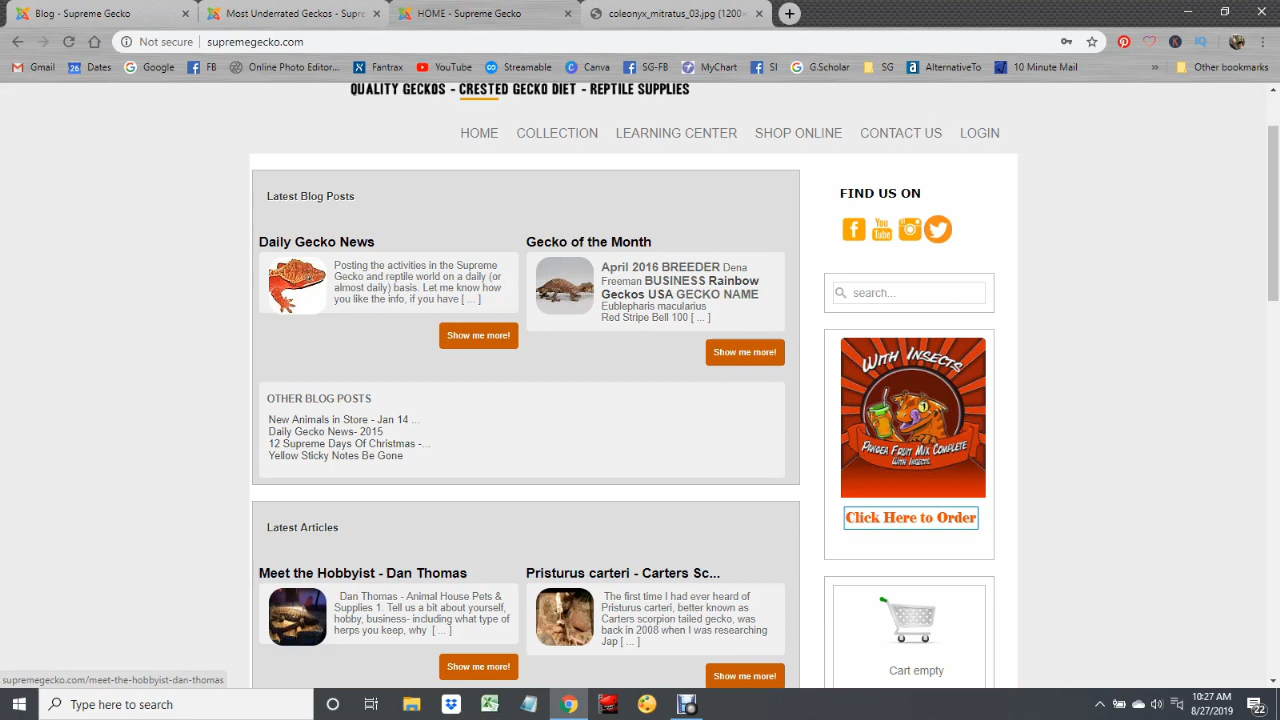 Blog - Supreme Gecko
Most Underrated Geckos - Supre
HOME - Supreme Gecko
coleonyx_mitratus_03.jpg (1200×
Not secure
supremegecko.com
Gmail
26 Dates
Google
FB
Online Photo Editor...
Fantrax
YouTube
Streamable
Canva
SG-FB
MyChart
SI
G.Scholar
SG
AlternativeTo
10 Minute Mail
»
Other bookmarks
QUALITY GECKOS - CRESTED GECKO DIET - REPTILE SUPPLIES
HOME COLLECTION LEARNING CENTER SHOP ONLINE CONTACT US LOGIN
Latest Blog Posts
Daily Gecko News
Posting the activities in the Supreme
Gecko and reptile world on a daily (or
almost daily) basis. Let me know how
you like the info, if you have [ ... ]
Show me more!
Gecko of the Month
April 2016 BREEDER Dena
Freeman BUSINESS Rainbow
Geckos USA GECKO NAME
Eublepharis macularius
Red Stripe Bell 100 [ ... ]
Show me more!
OTHER BLOG POSTS
New Animals in Store - Jan 14 ...
Daily Gecko News- 2015
12 Supreme Days Of Christmas -...
Yellow Sticky Notes Be Gone
Latest Articles
Meet the Hobbyist - Dan Thomas
Dan Thomas - Animal House Pets &
Supplies 1. Tell us a bit about yourself,
hobby, business- including what type of
herps you keep, why [ ... ]
Show me more!
Pristurus carteri - Carters Sc...
The first time I had ever heard of
Pristurus carteri, better known as
Carters scorpion tailed gecko, was
back in 2008 when I was researching
Jap [ ... ]
Show me more!
FIND US ON
You
Tube
search...
WITH INSECTS
PANGEA FRUIT MIX COMPLETE
WITH INSECTS
Click Here to Order
Cart empty
supremegecko.com/meet-the-hobbyist-dan-thomas
Type here to search
10:27 AM
8/27/2019
22